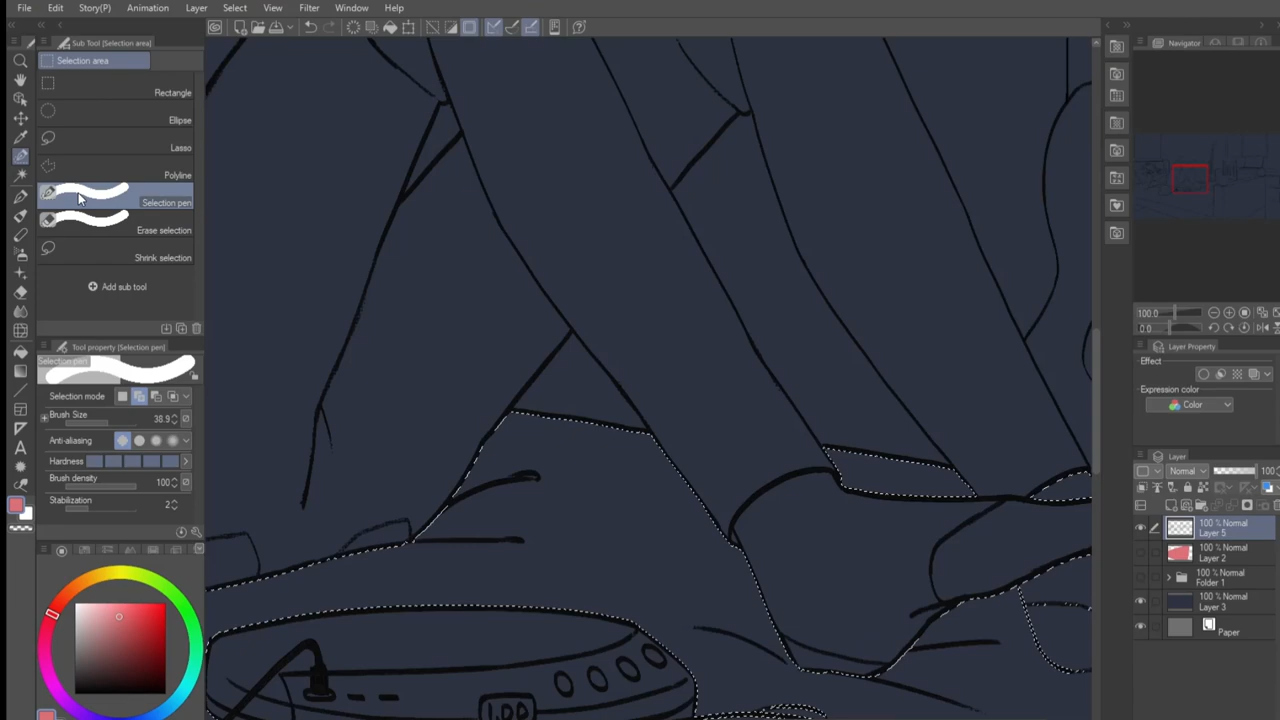 File Edit Story(P) Animation Layer Select View Filter Window Help
Sub Tool [Selection area]
Selection area
Rectangle
Ellipse
Lasso
Polyline
Selection pen
Erase selection
Shrink selection
Add sub tool
Tool property [Selection pen]
Selection pen
Selection mode
Brush Size 38.9
Anti-aliasing
Hardness
Brush density 100
Stabilization 2
Navigator
100.0
0.0
Layer Property
Effect
Expression color
Color
Layer
Normal 100
100 % Normal
Layer 5
100 % Normal
Layer 2
100 % Normal
Folder 1
100 % Normal
Layer 3
Paper